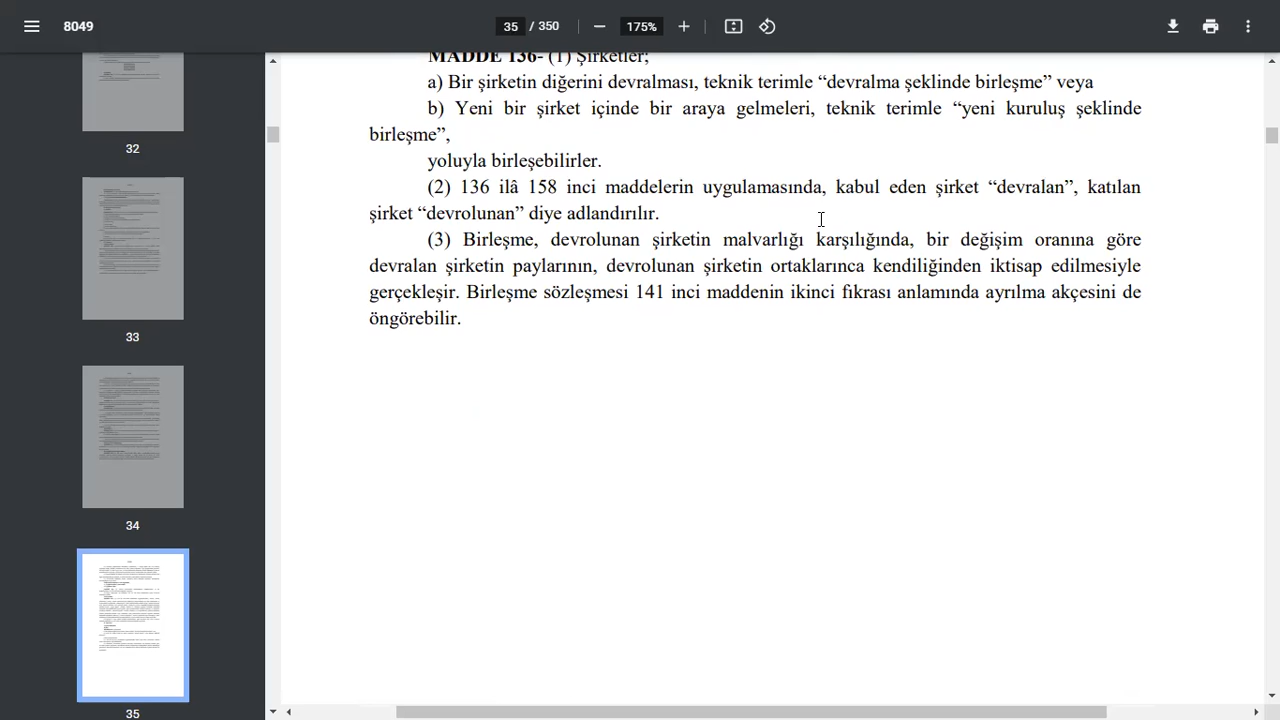 8049
35 / 350
175%
32
33
34
35
MADDE 136- (1) Şirketler;
a) Bir şirketin diğerini devralması, teknik terimle “devralma şeklinde birleşme” veya
b) Yeni bir şirket içinde bir araya gelmeleri, teknik terimle “yeni kuruluş şeklinde
birleşme”,
yoluyla birleşebilirler.
(2) 136 ilâ 158 inci maddelerin uygulamasında, kabul eden şirket “devralan”, katılan
şirket “devrolunan” diye adlandırılır.
(3) Birleşme, devrolunan şirketin malvarlığı karşılığında, bir değişim oranına göre
devralan şirketin paylarının, devrolunan şirketin ortaklarınca kendiliğinden iktisap edilmesiyle
gerçekleşir. Birleşme sözleşmesi 141 inci maddenin ikinci fıkrası anlamında ayrılma akçesini de
öngörebilir.